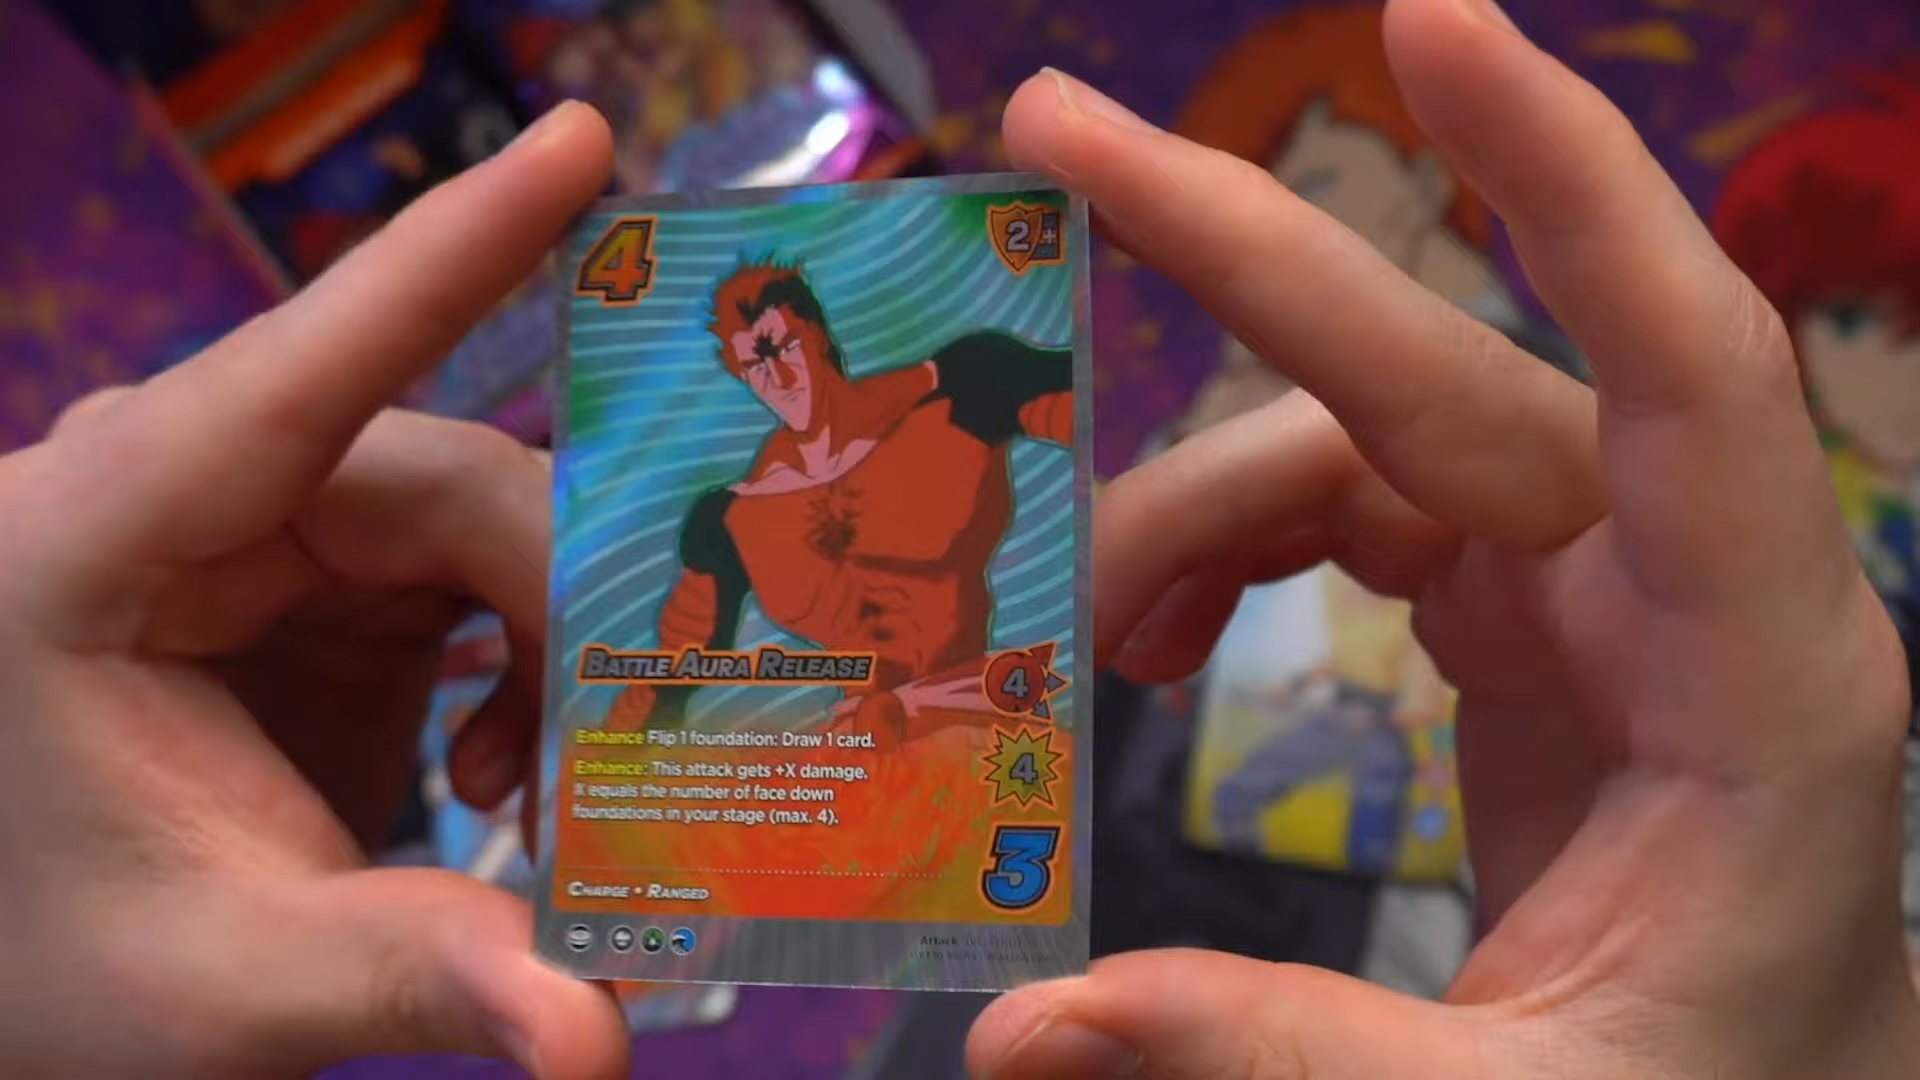 4
2 +
BATTLE AURA RELEASE
4
Enhance Flip 1 foundation: Draw 1 card.
Enhance: This attack gets +X damage.
X equals the number of face down
foundations in your stage (max. 4).
4
3
CHARGE • RANGED
Attack